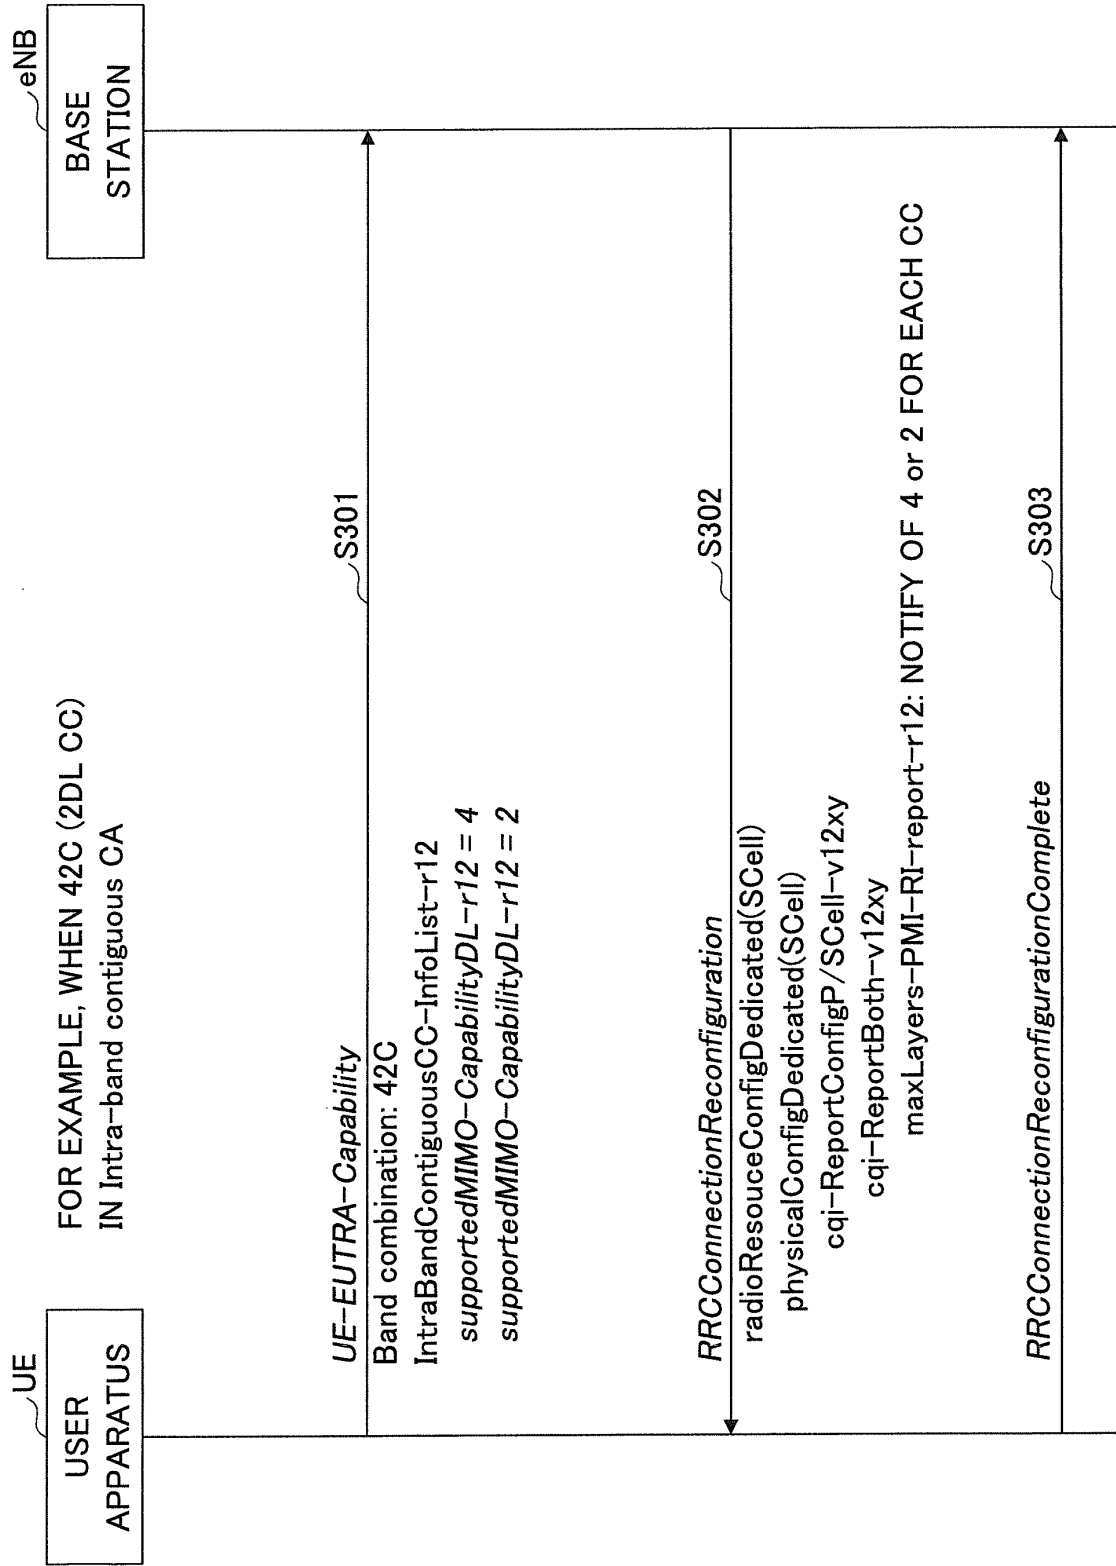 FOR EXAMPLE, WHEN 42C (2DL CC)
IN Intra-band contiguous CA
UE
USER
APPARATUS
eNB
BASE
STATION
UE-EUTRA-Capability
S301
Band combination: 42C
IntraBandContiguousCC-InfoList-r12
supportedMIMO-CapabilityDL-r12 = 4
supportedMIMO-CapabilityDL-r12 = 2
RRCConnectionReconfiguration
S302
radioResouceConfigDedicated(SCell)
physicalConfigDedicated(SCell)
cqi-ReportConfigP/SCell-v12xy
cqi-ReportBoth-v12xy
maxLayers-PMI-RI-report-r12: NOTIFY OF 4 or 2 FOR EACH CC
RRCConnectionReconfigurationComplete
S303